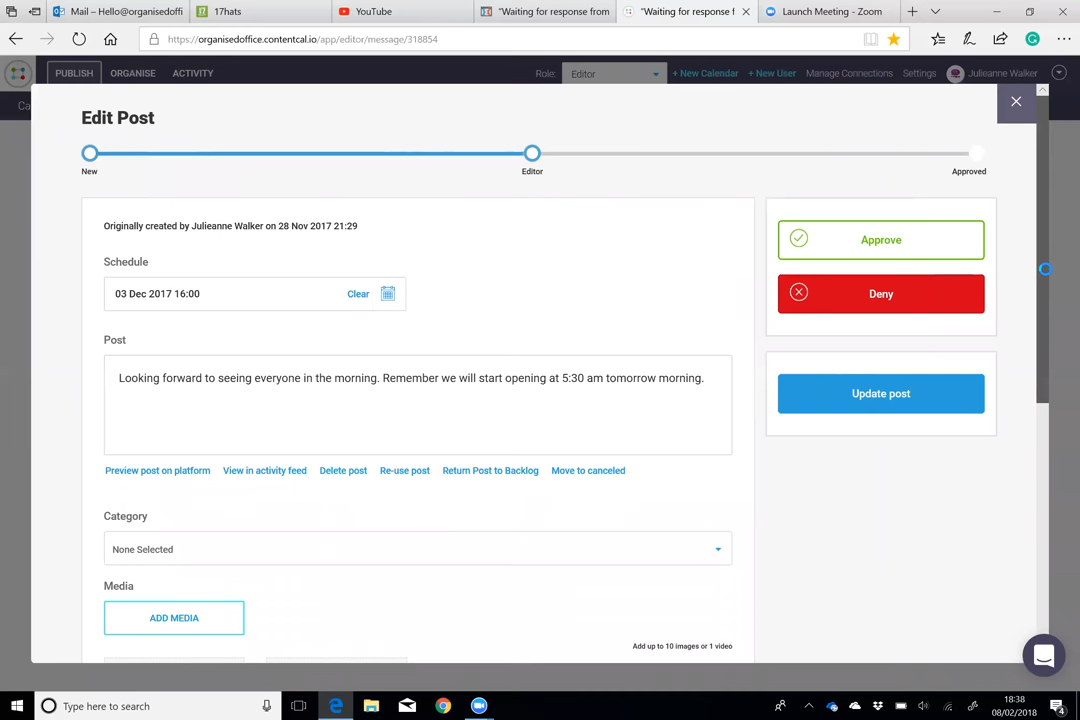 Mail – Hello@organisedoffi
17hats
YouTube
"Waiting for response from
"Waiting for response f
Launch Meeting - Zoom
https://organisedoffice.contentcal.io/app/editor/message/318854
PUBLISH
ORGANISE
ACTIVITY
Role:
Editor
+ New Calendar
+ New User
Manage Connections
Settings
Julieanne Walker
Ca
Edit Post
New
Editor
Approved
Originally created by Julieanne Walker on 28 Nov 2017 21:29
Schedule
03 Dec 2017 16:00
Clear
Approve
Deny
Update post
Post
Looking forward to seeing everyone in the morning. Remember we will start opening at 5:30 am tomorrow morning.
Preview post on platform
View in activity feed
Delete post
Re-use post
Return Post to Backlog
Move to canceled
Category
None Selected
Media
ADD MEDIA
Add up to 10 images or 1 video
Type here to search
18:38
08/02/2018
4